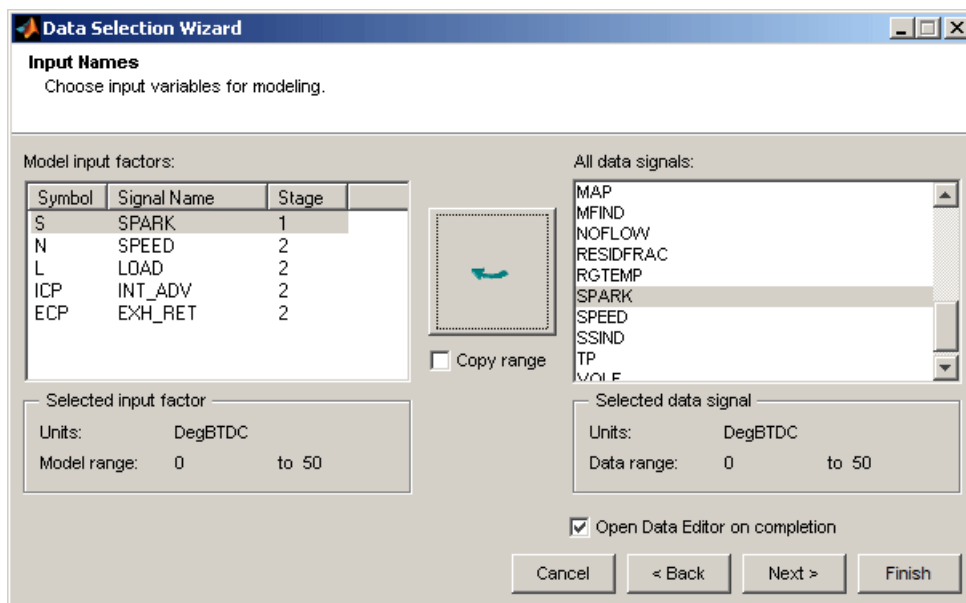 Data Selection Wizard
Input Names
Choose input variables for modeling.
Model input factors:
Symbol Signal Name Stage
S SPARK 1
N SPEED 2
L LOAD 2
ICP INT_ADV 2
ECP EXH_RET 2
Copy range
All data signals:
MAP
MFIND
NOFLOW
RESIDFRAC
RGTEMP
SPARK
SPEED
SSIND
TP
Selected input factor
Units: DegBTDC
Model range: 0 to 50
Selected data signal
Units: DegBTDC
Data range: 0 to 50
Open Data Editor on completion
Cancel < Back Next > Finish